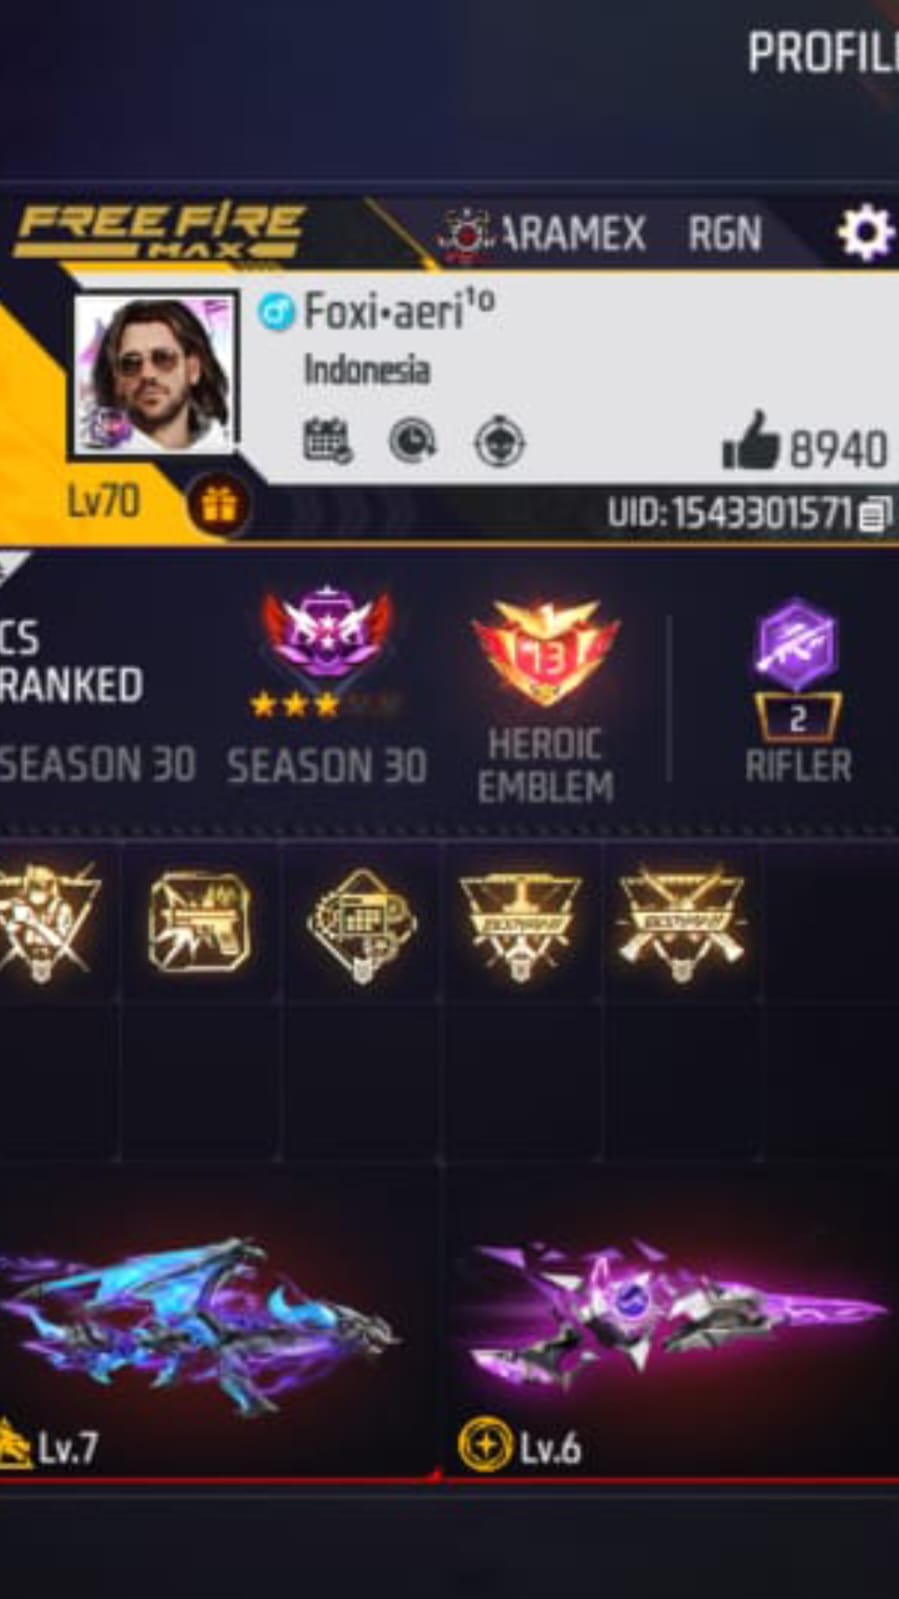 PROFIL
FREE FIRE
MAX
ARAMEX RGN
Foxi•aeri¹⁰
Indonesia
8940
Lv70
UID:1543301571
CS
RANKED
SEASON 30
SEASON 30
73
HEROIC
EMBLEM
2
RIFLER
Lv.7
Lv.6